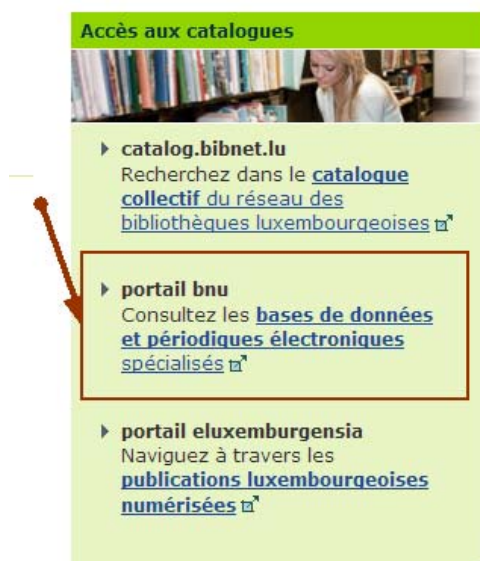 Accès aux catalogues
catalog.bibnet.lu
Recherchez dans le catalogue
collectif du réseau des
bibliothèques luxembourgeoises
portail bnu
Consultez les bases de données
et périodiques électroniques
spécialisés
portail eluxemburgensia
Naviguez à travers les
publications luxembourgeoises
numérisées